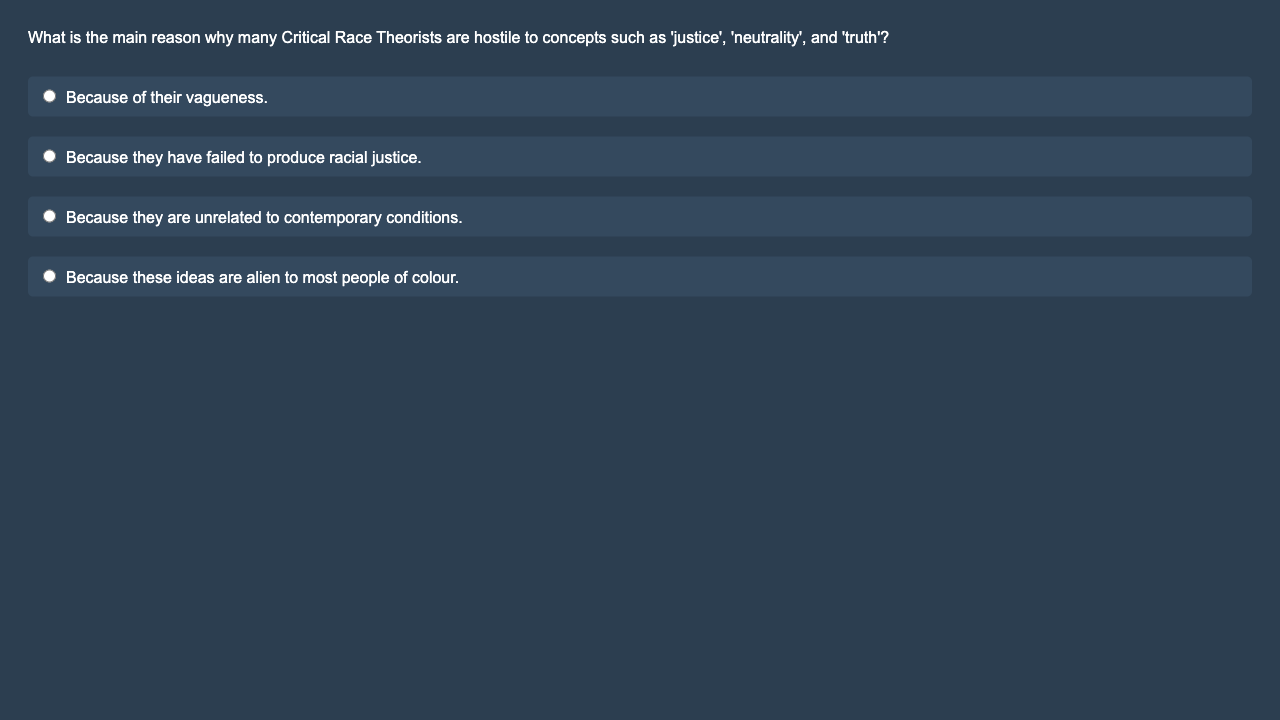 What is the main reason why many Critical Race Theorists are hostile to concepts such as 'justice', 'neutrality', and 'truth'?
Because of their vagueness.
Because they have failed to produce racial justice.
Because they are unrelated to contemporary conditions.
Because these ideas are alien to most people of colour.